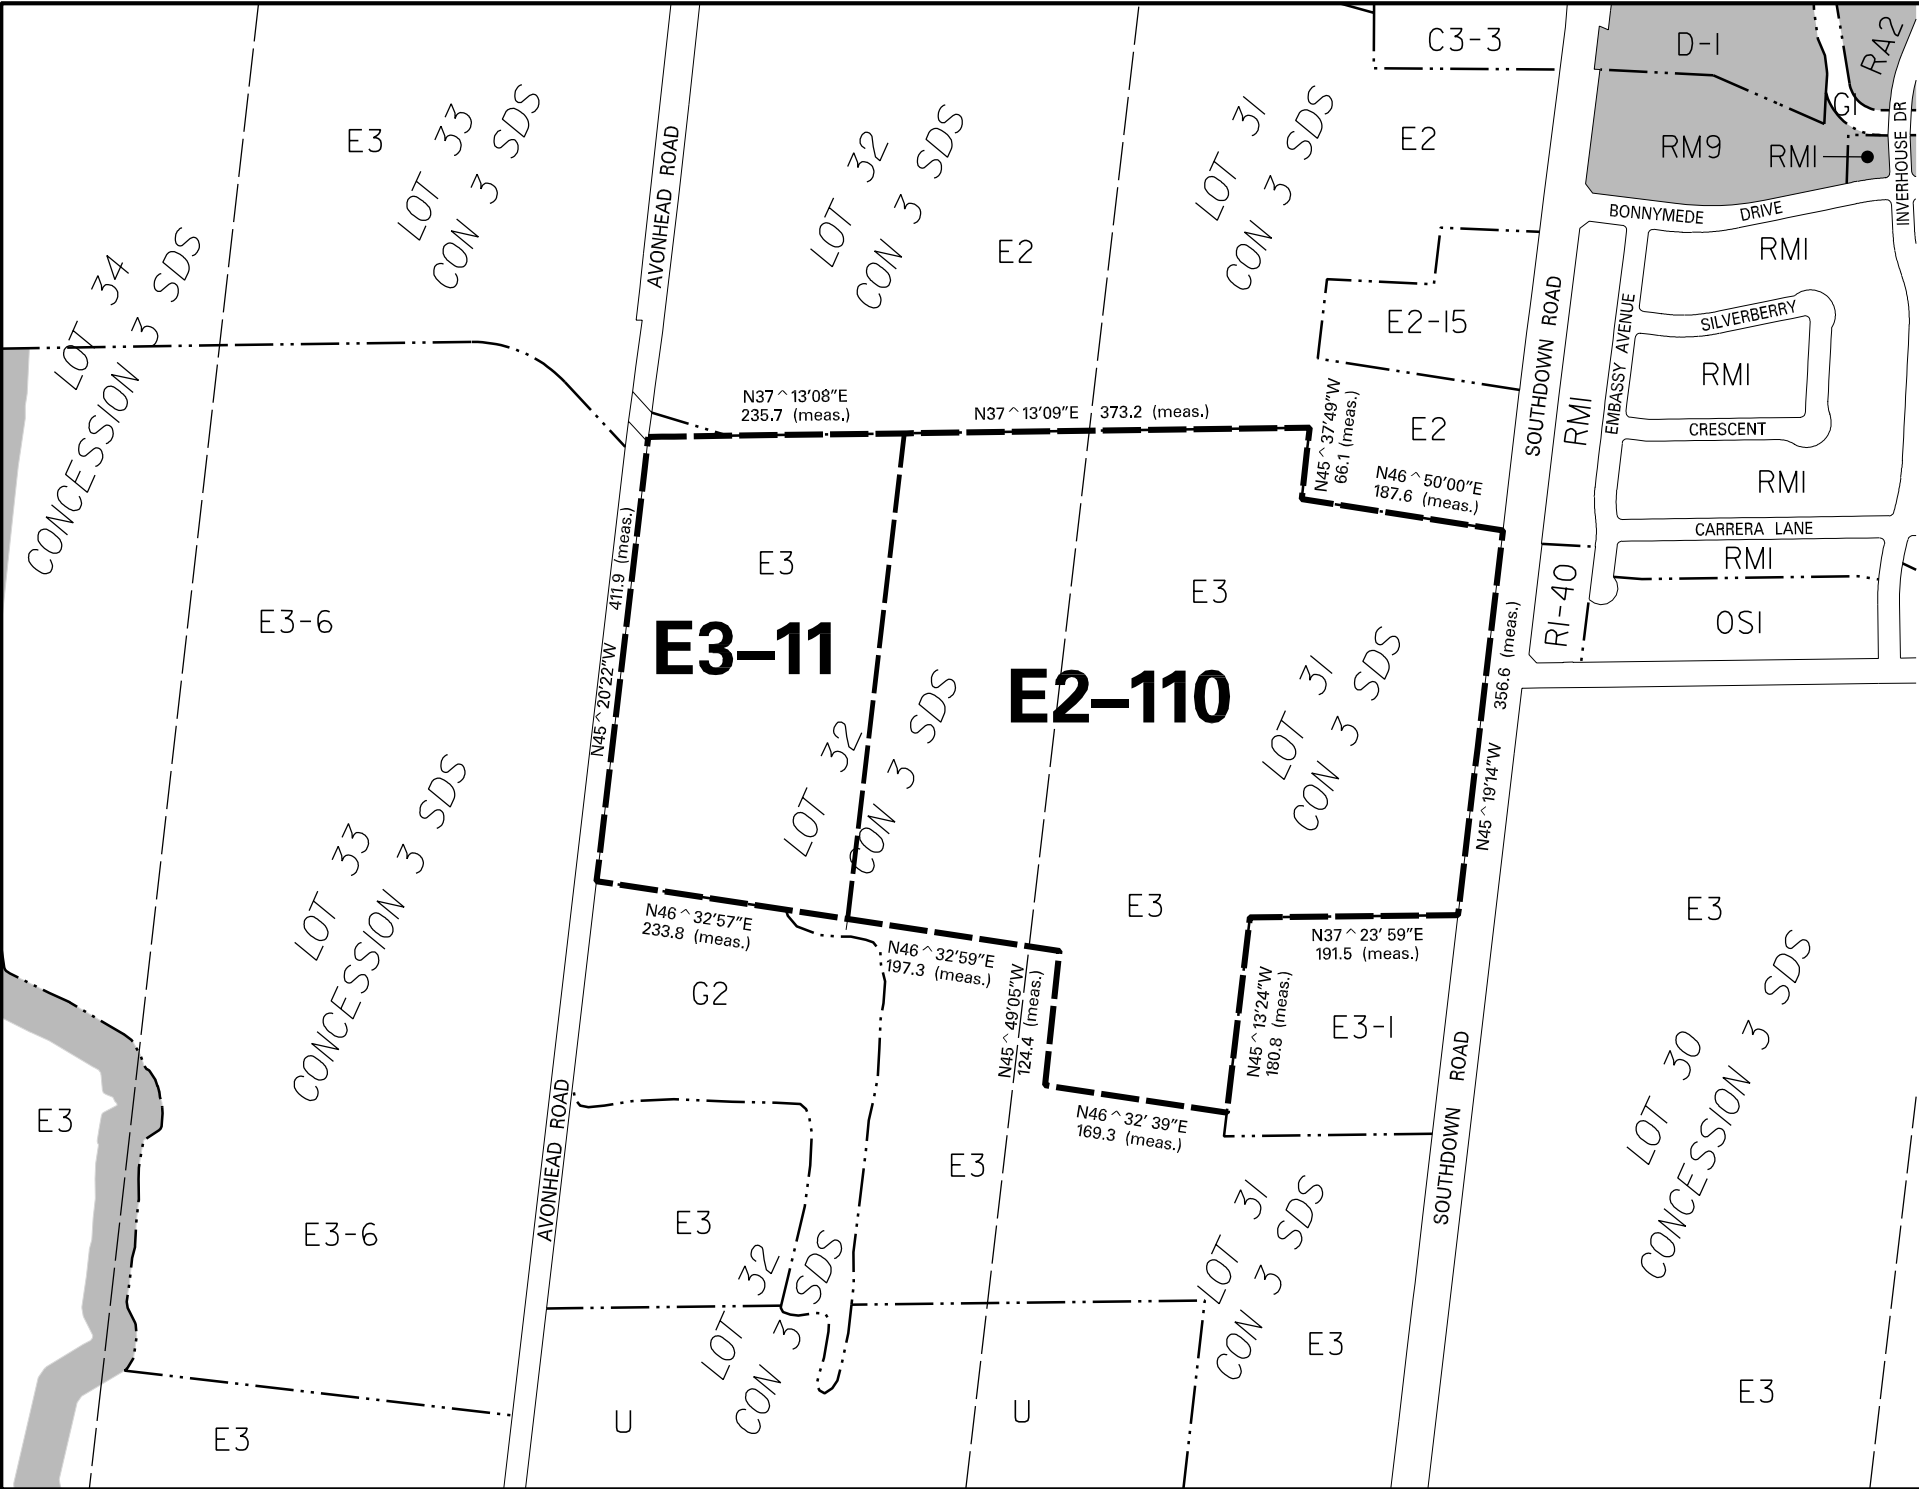 C3-3
D-1
RA2
G1
E3
LOT 33
CON 3 SDS
AVONHEAD ROAD
LOT 32
CON 3 SDS
LOT 31
CON 3 SDS
E2
RM9
RM1
INVERHOUSE DR
BONNYMEDE DRIVE
LOT 34
CONCESSION 3 SDS
E2
E2-15
SOUTHDOWN ROAD
RM1
EMBASSY AVENUE
RM1
SILVERBERRY
RM1
CRESCENT
RM1
CARRERA LANE
RM1
R1-40
OS1
N37^13'08"E
235.7 (meas.)
N37^13'09"E 373.2 (meas.)
N45^37'49"W
66.1 (meas.)
E2
N46^50'00"E
187.6 (meas.)
N45^20'22"W 411.9 (meas.)
E3
E3-11
E3
E2-110
E3-6
LOT 32
CON 3 SDS
LOT 31
CON 3 SDS
N45^19'14"W 356.6 (meas.)
LOT 33
CONCESSION 3 SDS
E3
E3
N46^32'57"E
233.8 (meas.)
N46^32'59"E
197.3 (meas.)
N37^23'59"E
191.5 (meas.)
N45^49'05"W
124.4 (meas.)
N45^13'24"W
180.8 (meas.)
G2
E3-1
LOT 30
CONCESSION 3 SDS
E3
N46^32'39"E
169.3 (meas.)
AVONHEAD ROAD
SOUTHDOWN ROAD
E3
E3-6
E3
LOT 32
CON 3 SDS
LOT 31
CON 3 SDS
E3
E3
E3
U
U